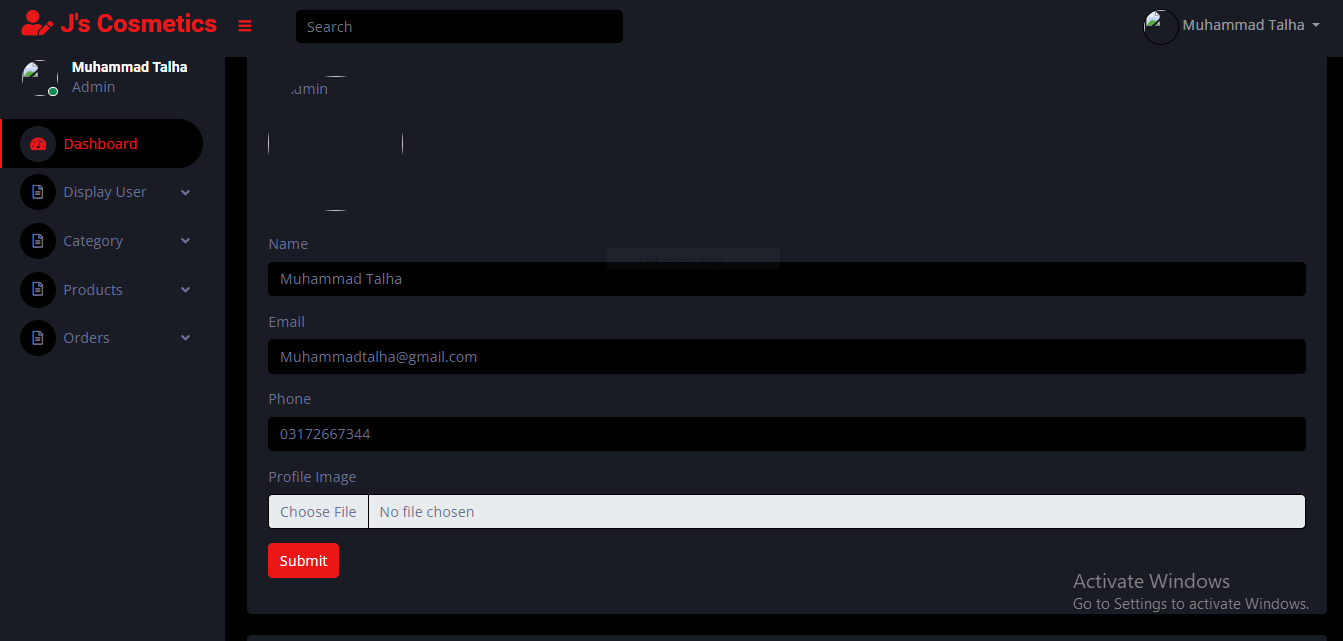 J's Cosmetics
Search
Muhammad Talha
Muhammad Talha
Admin
Dashboard
Display User
Category
Products
Orders
Name
Muhammad Talha
Email
Muhammadtalha@gmail.com
Phone
03172667344
Profile Image
Choose File No file chosen
Submit
Activate Windows
Go to Settings to activate Windows.